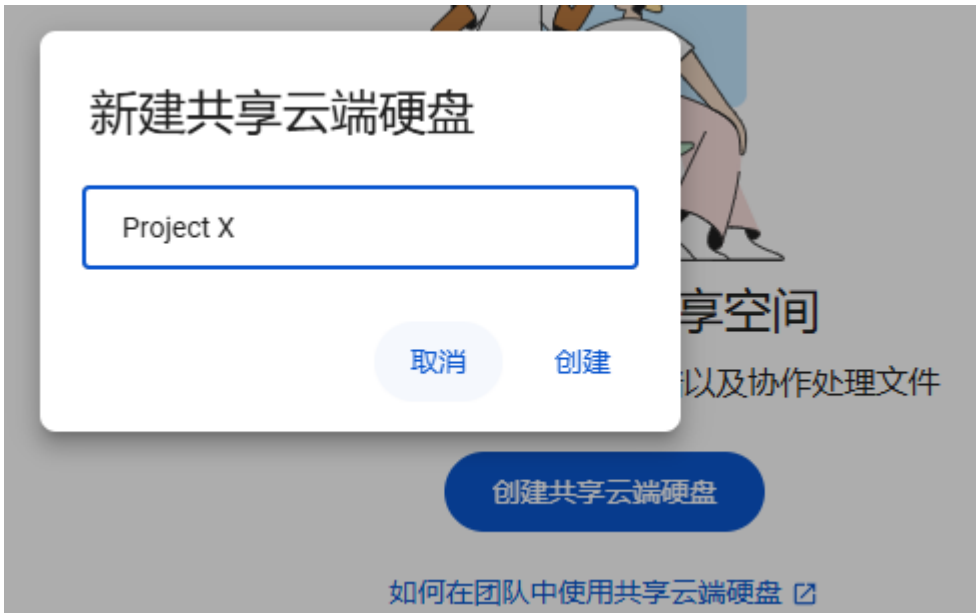 新建共享云端硬盘
Project X
取消 创建
享空间
以及协作处理文件
创建共享云端硬盘
如何在团队中使用共享云端硬盘